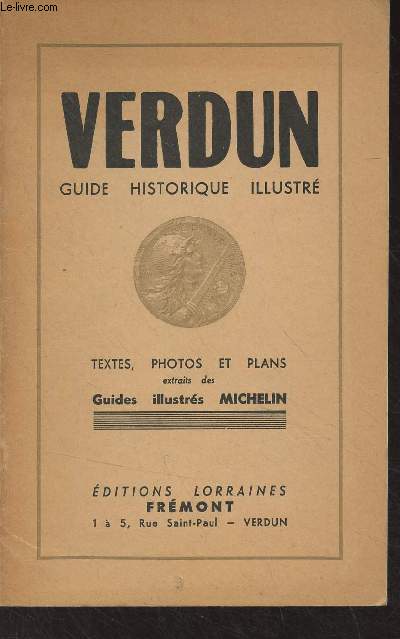 Le-livre.com
VERDUN
GUIDE HISTORIQUE ILLUSTRÉ
TEXTES, PHOTOS ET PLANS
extraits des
Guides illustrés MICHELIN
ÉDITIONS LORRAINES
FRÉMONT
1 à 5, Rue Saint-Paul — VERDUN